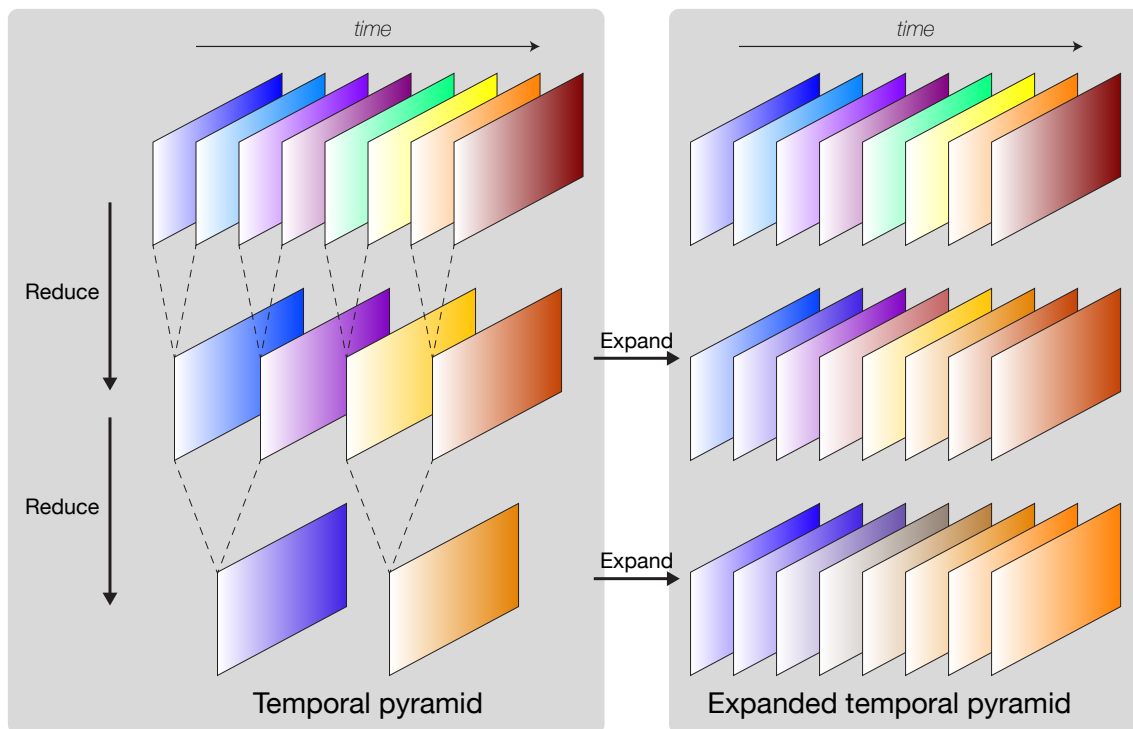 time
time
Reduce
Expand
Reduce
Expand
Temporal pyramid
Expanded temporal pyramid